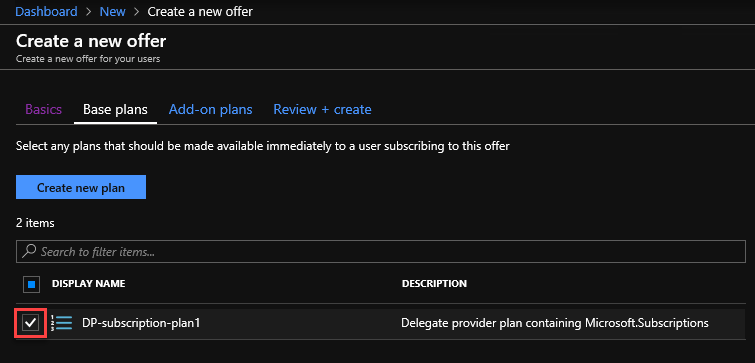 Dashboard > New > Create a new offer
Create a new offer
Create a new offer for your users
Basics Base plans Add-on plans Review + create
Select any plans that should be made available immediately to a user subscribing to this offer
Create new plan
2 items
Search to filter items...
DISPLAY NAME DESCRIPTION
DP-subscription-plan1 Delegate provider plan containing Microsoft.Subscriptions